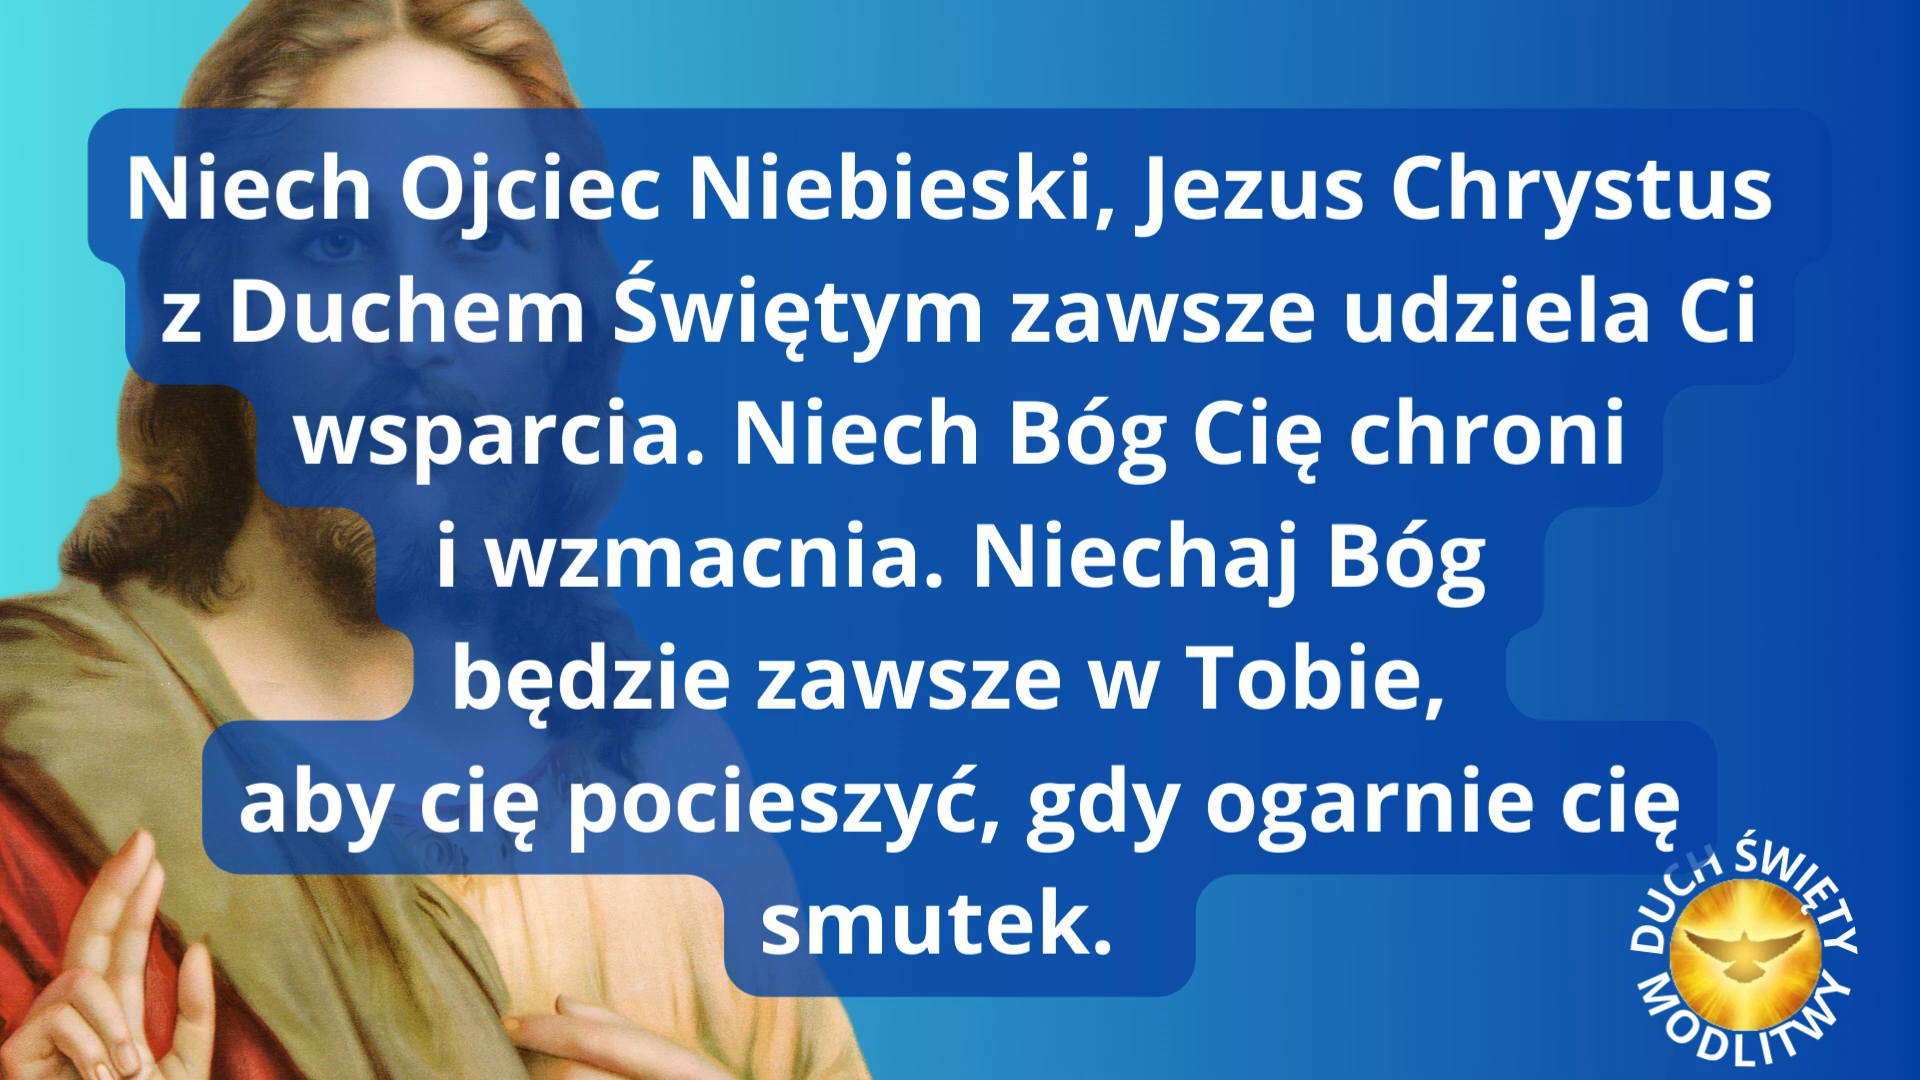 Niech Ojciec Niebieski, Jezus Chrystus
z Duchem Świętym zawsze udziela Ci
wsparcia. Niech Bóg Cię chroni
i wzmacnia. Niechaj Bóg
będzie zawsze w Tobie,
aby cię pocieszyć, gdy ogarnie cię
smutek.
DUCH ŚWIĘTY
MODLITWY